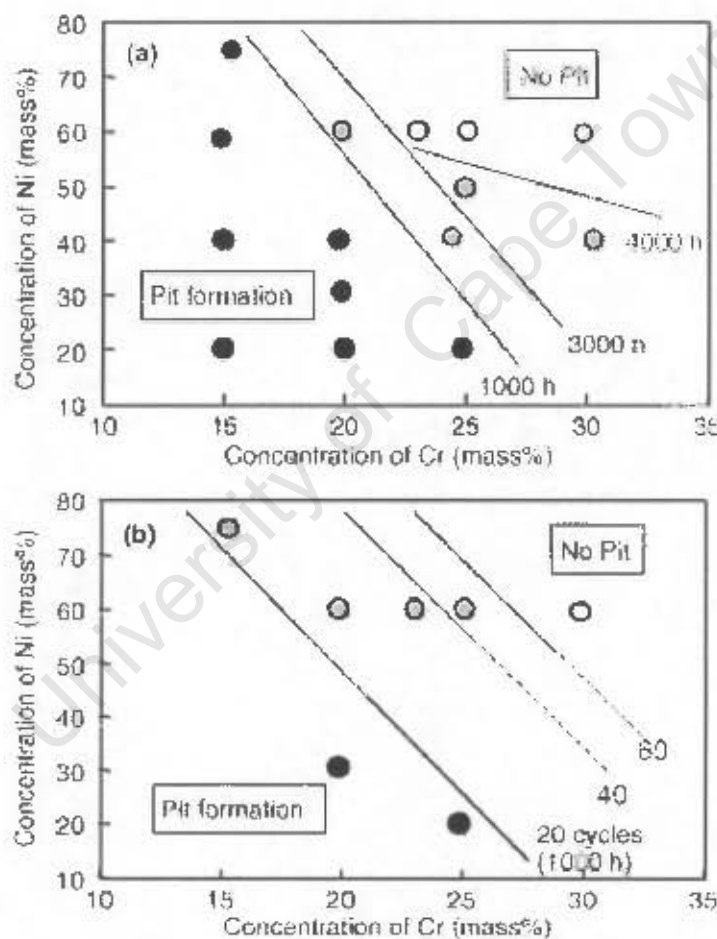 (a)
No Pit
Pit formation
4000 h
3000 h
1000 h
Concentration of Ni (mass%)
80
70
60
50
40
30
20
10
10
15
20
25
30
35
Concentration of Cr (mass%)
(b)
No Pit
Pit formation
60
40
20 cycles
(1000 h)
Concentration of Ni (mass%)
80
70
60
50
40
30
20
10
10
15
20
25
30
35
Concentration of Cr (mass%)
University of Cape Town